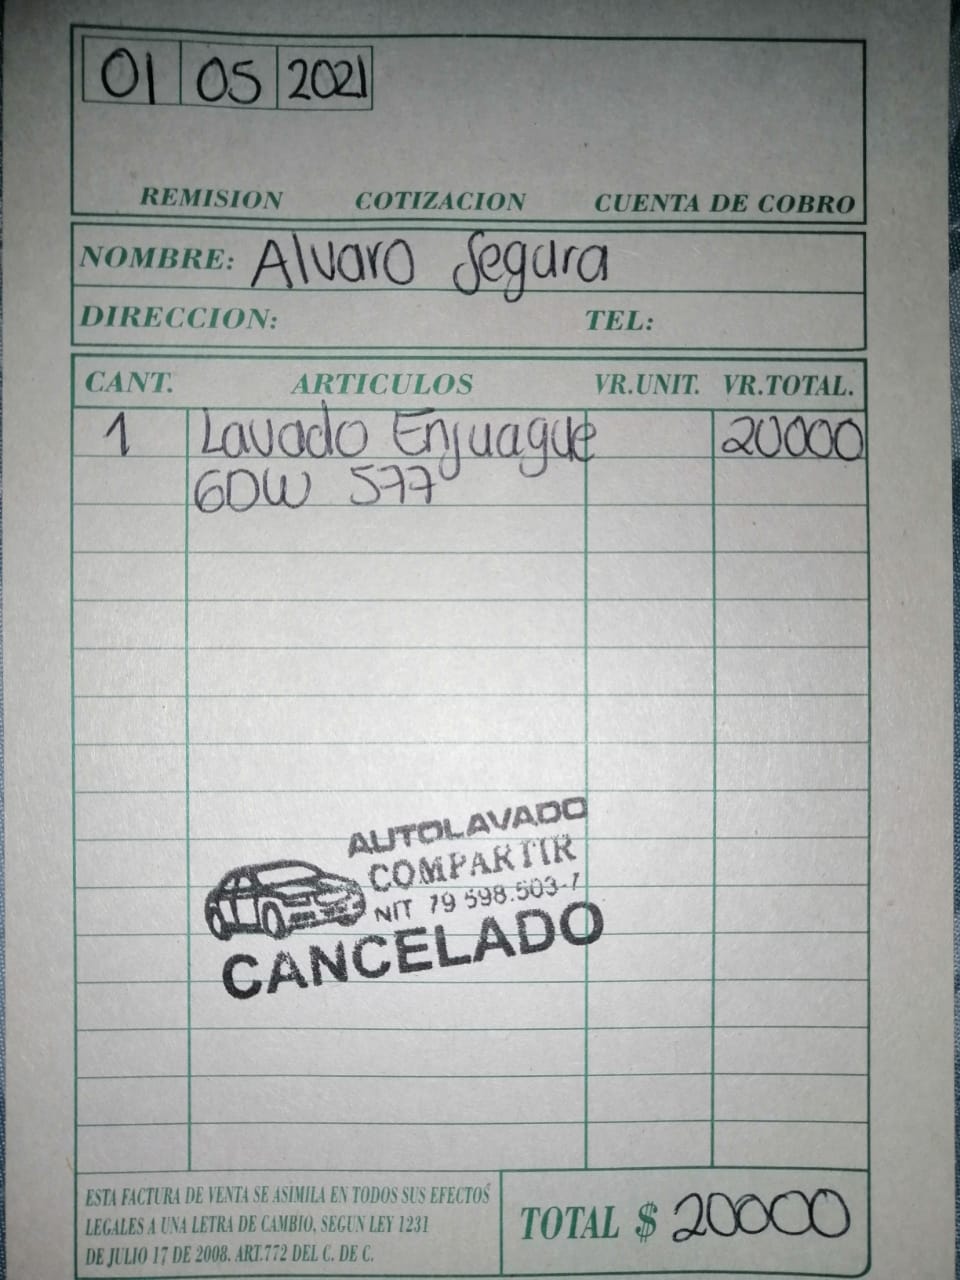 01 05 2021
REMISION COTIZACION CUENTA DE COBRO
NOMBRE: Alvaro Segura
DIRECCION: TEL:
CANT. ARTICULOS VR.UNIT. VR.TOTAL.
1 Lavado Enjuague 20000
GDW 577
AUTOLAVADO
COMPARTIR
NIT 79 598.503-7
CANCELADO
ESTA FACTURA DE VENTA SE ASIMILA EN TODOS SUS EFECTOS
LEGALES A UNA LETRA DE CAMBIO, SEGUN LEY 1231
DE JULIO 17 DE 2008. ART.772 DEL C. DE C.
TOTAL $ 20000